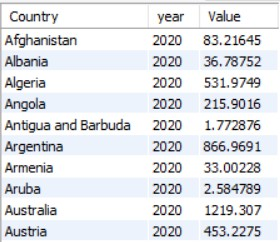 Country year Value
Afghanistan 2020 83.21645
Albania 2020 36.78752
Algeria 2020 531.9749
Angola 2020 215.9016
Antigua and Barbuda 2020 1.772876
Argentina 2020 866.9691
Armenia 2020 33.00228
Aruba 2020 2.584789
Australia 2020 1219.307
Austria 2020 453.2275